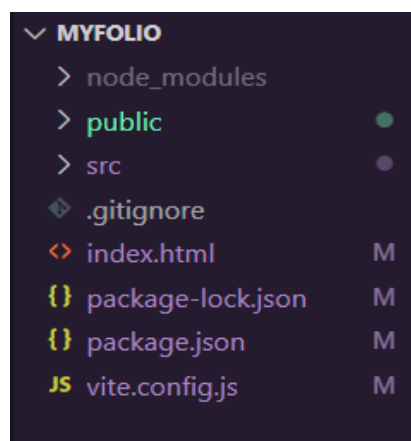 MYFOLIO
node_modules
public
src
.gitignore
<> index.html M
{} package-lock.json M
{} package.json M
JS vite.config.js M